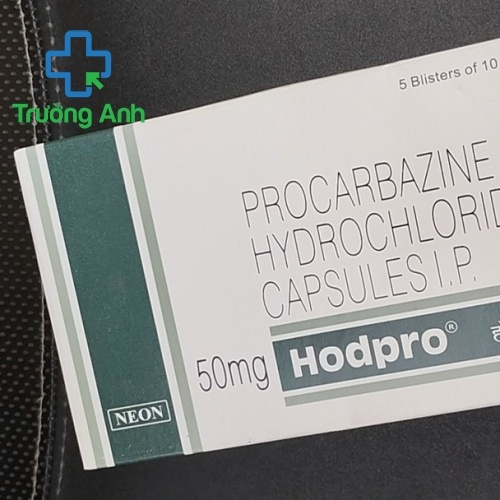 Trường Anh
5 Blisters of 10
PROCARBAZINE
HYDROCHLORID
CAPSULES I.P.
50mg Hodpro®
NEON